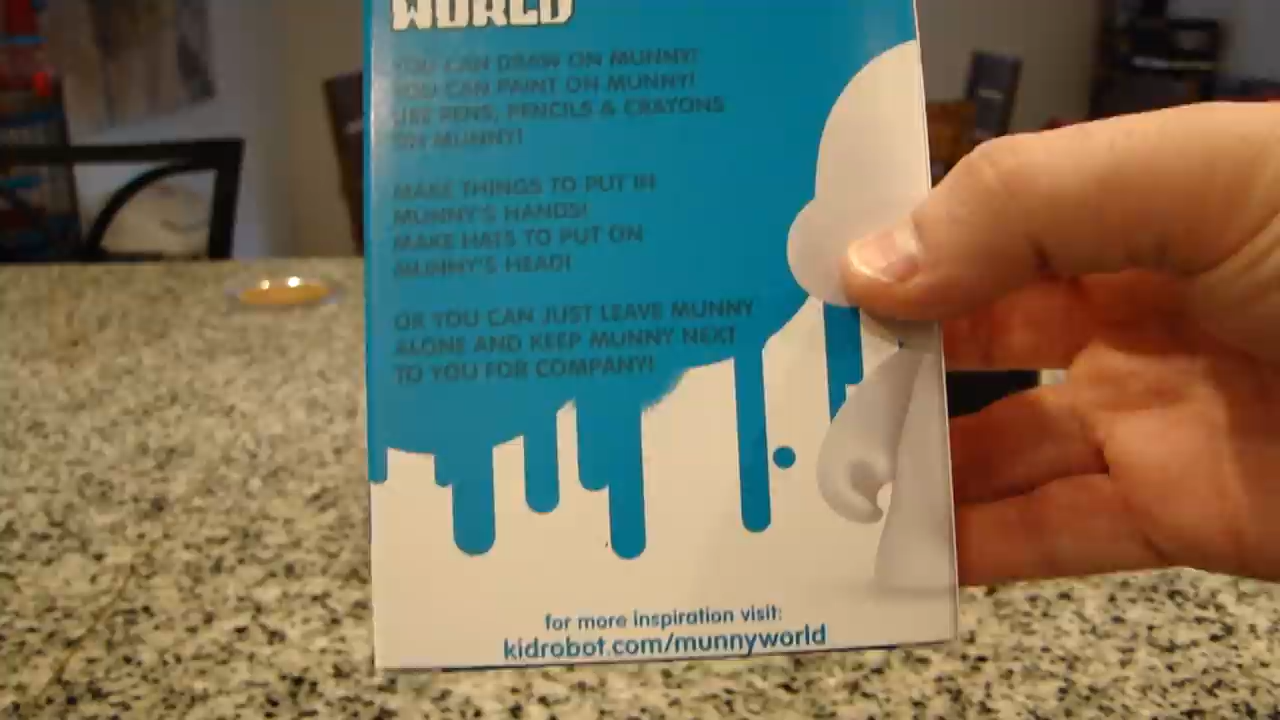 WORLD
YOU CAN DRAW ON MUNNY!
YOU CAN PAINT ON MUNNY!
USE PENS, PENCILS & CRAYONS
ON MUNNY!
MAKE THINGS TO PUT IN
MUNNY'S HANDS!
MAKE HATS TO PUT ON
MUNNY'S HEAD!
OR YOU CAN JUST LEAVE MUNNY
ALONE AND KEEP MUNNY NEXT
TO YOU FOR COMPANY!
for more inspiration visit:
kidrobot.com/munnyworld